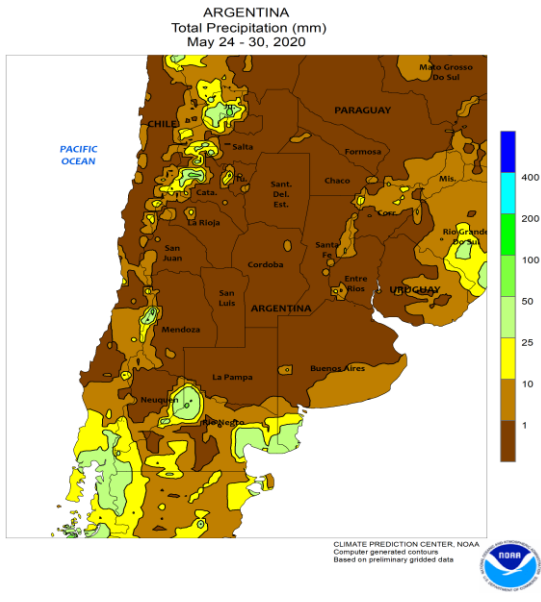 ARGENTINA
Total Precipitation (mm)
May 24 - 30, 2020
Mato Grosso
Do Sul
PARAGUAY
CHILE
PACIFIC
OCEAN
Salta
Formosa
Chaco
Mis.
Cata.
Sant.
Del.
Est.
Corr.
La Rioja
Rio Grande
Do Sul
San
Juan
Santa
Fe
Cordoba
Entre
Rios
URUGUAY
San
Luis
ARGENTINA
Mendoza
Buenos Aires
La Pampa
Neuquen
Rio Negro
400
200
100
50
25
10
1
CLIMATE PREDICTION CENTER, NOAA
Computer generated contours
Based on preliminary gridded data
NOAA